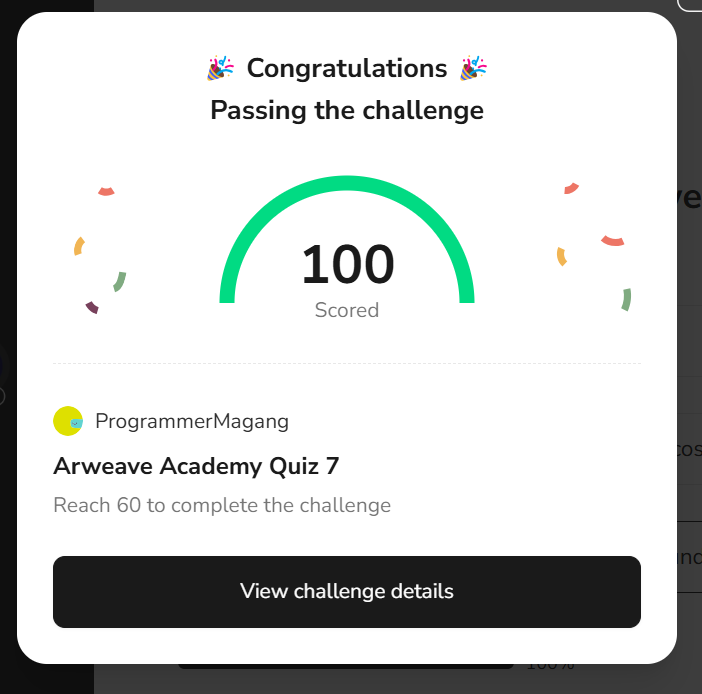 🎉 Congratulations 🎉
Passing the challenge
100
Scored
ProgrammerMagang
Arweave Academy Quiz 7
Reach 60 to complete the challenge
View challenge details
100%